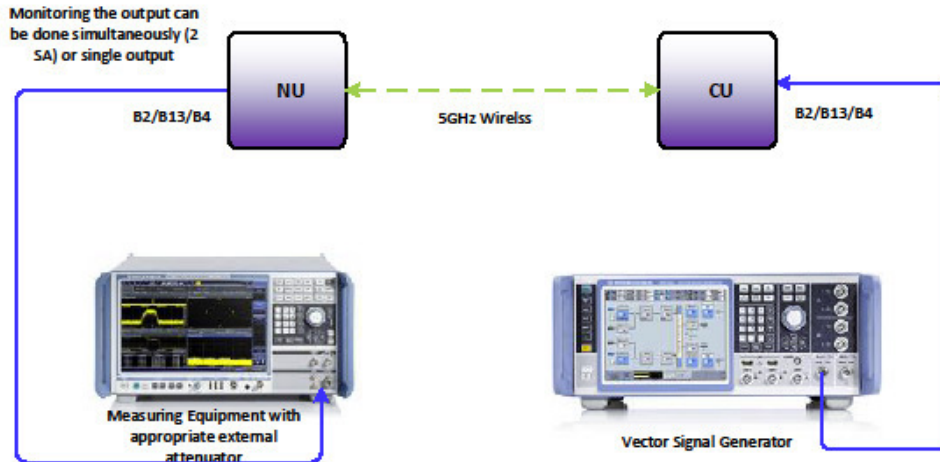 Monitoring the output can
be done simultaneously (2
SA) or single output
NU
CU
B2/B13/B4
5GHz Wirelss
B2/B13/B4
Measuring Equipment with
appropriate external
attenuator
Vector Signal Generator